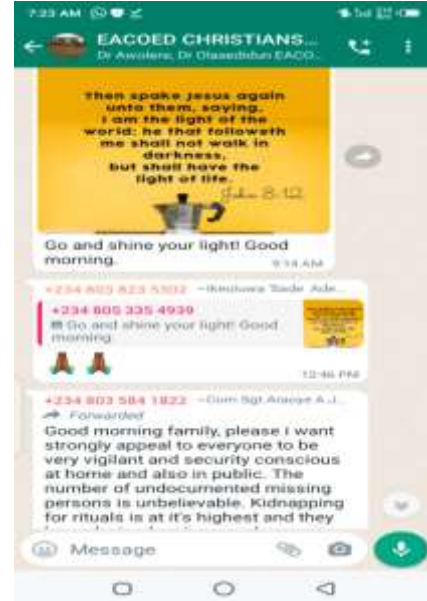 7:23 AM
EACOED CHRISTIANS...
Dr Awolere, Dr Olasedidun EACO..
Then spake Jesus again
unto them, saying,
I am the light of the
world: he that followeth
me shall not walk in
darkness,
but shall have the
light of life.
John 8:12
Go and shine your light! Good
morning.
9:14 AM
+234 803 823 5302
+234 805 335 4939
Go and shine your light! Good
morning.
12:46 PM
+234 803 584 1822
Forwarded
Good morning family, please i want
strongly appeal to everyone to be
very vigilant and security conscious
at home and also in public. The
number of undocumented missing
persons is unbelievable. Kidnapping
for rituals is at it's highest and they
Message